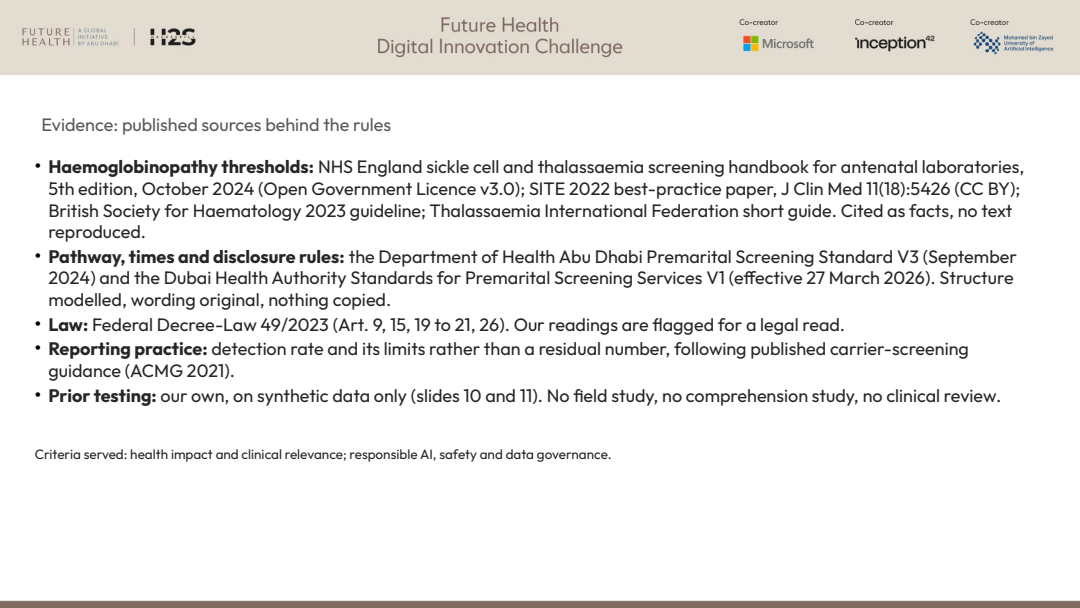 FUTURE HEALTH
A GLOBAL INITIATIVE BY ABU DHABI
H2S
Future Health
Digital Innovation Challenge
Co-creator
Microsoft
Co-creator
inception42
Co-creator
Mohamed bin Zayed University of Artificial Intelligence
Evidence: published sources behind the rules
• Haemoglobinopathy thresholds: NHS England sickle cell and thalassaemia screening handbook for antenatal laboratories,
5th edition, October 2024 (Open Government Licence v3.0); SITE 2022 best-practice paper, J Clin Med 11(18):5426 (CC BY);
British Society for Haematology 2023 guideline; Thalassaemia International Federation short guide. Cited as facts, no text
reproduced.
• Pathway, times and disclosure rules: the Department of Health Abu Dhabi Premarital Screening Standard V3 (September
2024) and the Dubai Health Authority Standards for Premarital Screening Services V1 (effective 27 March 2026). Structure
modelled, wording original, nothing copied.
• Law: Federal Decree-Law 49/2023 (Art. 9, 15, 19 to 21, 26). Our readings are flagged for a legal read.
• Reporting practice: detection rate and its limits rather than a residual number, following published carrier-screening
guidance (ACMG 2021).
• Prior testing: our own, on synthetic data only (slides 10 and 11). No field study, no comprehension study, no clinical review.
Criteria served: health impact and clinical relevance; responsible AI, safety and data governance.